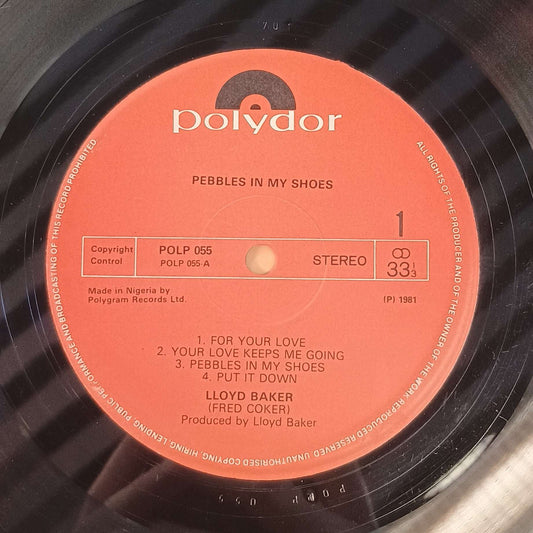 polydor
PEBBLES IN MY SHOES
1
Copyright
Control
POLP 055
POLP 055-A
STEREO
33 1/3
Made in Nigeria by
Polygram Records Ltd.
(P) 1981
1. FOR YOUR LOVE
2. YOUR LOVE KEEPS ME GOING
3. PEBBLES IN MY SHOES
4. PUT IT DOWN
LLOYD BAKER
(FRED COKER)
Produced by Lloyd Baker
ALL RIGHTS OF THE PRODUCER AND OF THE OWNER OF THE WORK REPRODUCED RESERVED. UNAUTHORISED COPYING, HIRING, LENDING, PUBLIC PERFORMANCE AND BROADCASTING OF THIS RECORD PROHIBITED